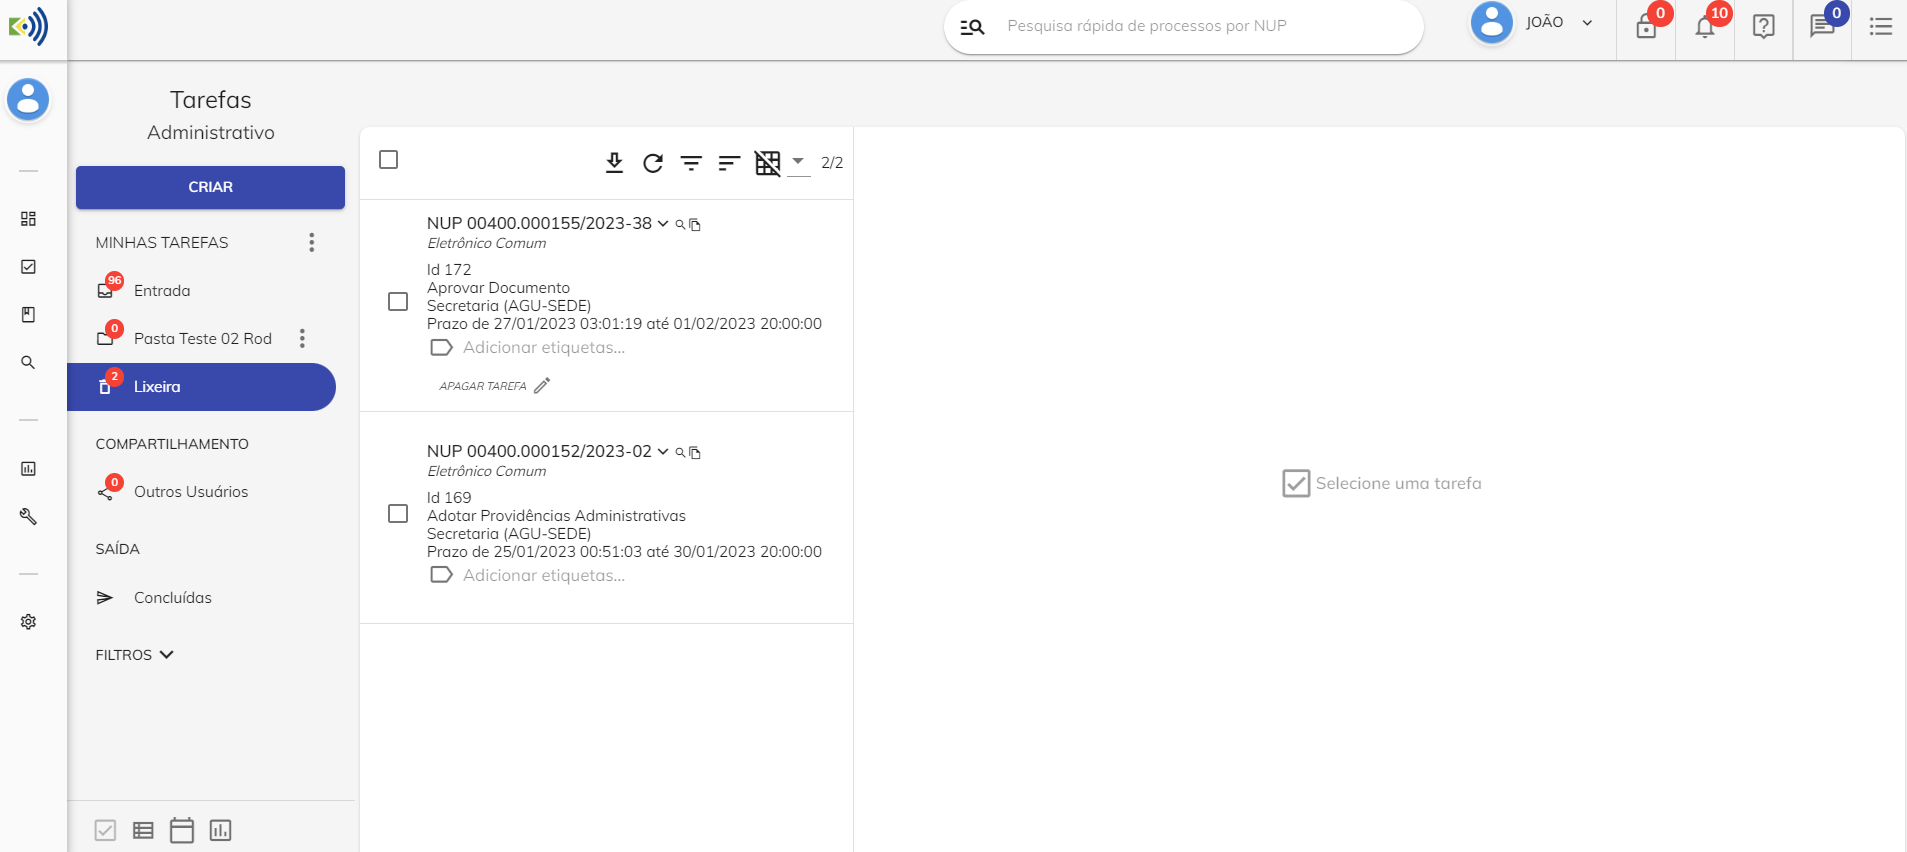 Pesquisa rápida de processos por NUP
JOÃO
0
10
0
Tarefas
Administrativo
CRIAR
MINHAS TAREFAS
96
Entrada
0
Pasta Teste 02 Rod
2
Lixeira
COMPARTILHAMENTO
0
Outros Usuários
SAÍDA
Concluídas
FILTROS
2/2
NUP 00400.000155/2023-38
Eletrônico Comum
Id 172
Aprovar Documento
Secretaria (AGU-SEDE)
Prazo de 27/01/2023 03:01:19 até 01/02/2023 20:00:00
Adicionar etiquetas...
APAGAR TAREFA
NUP 00400.000152/2023-02
Eletrônico Comum
Id 169
Adotar Providências Administrativas
Secretaria (AGU-SEDE)
Prazo de 25/01/2023 00:51:03 até 30/01/2023 20:00:00
Adicionar etiquetas...
Selecione uma tarefa